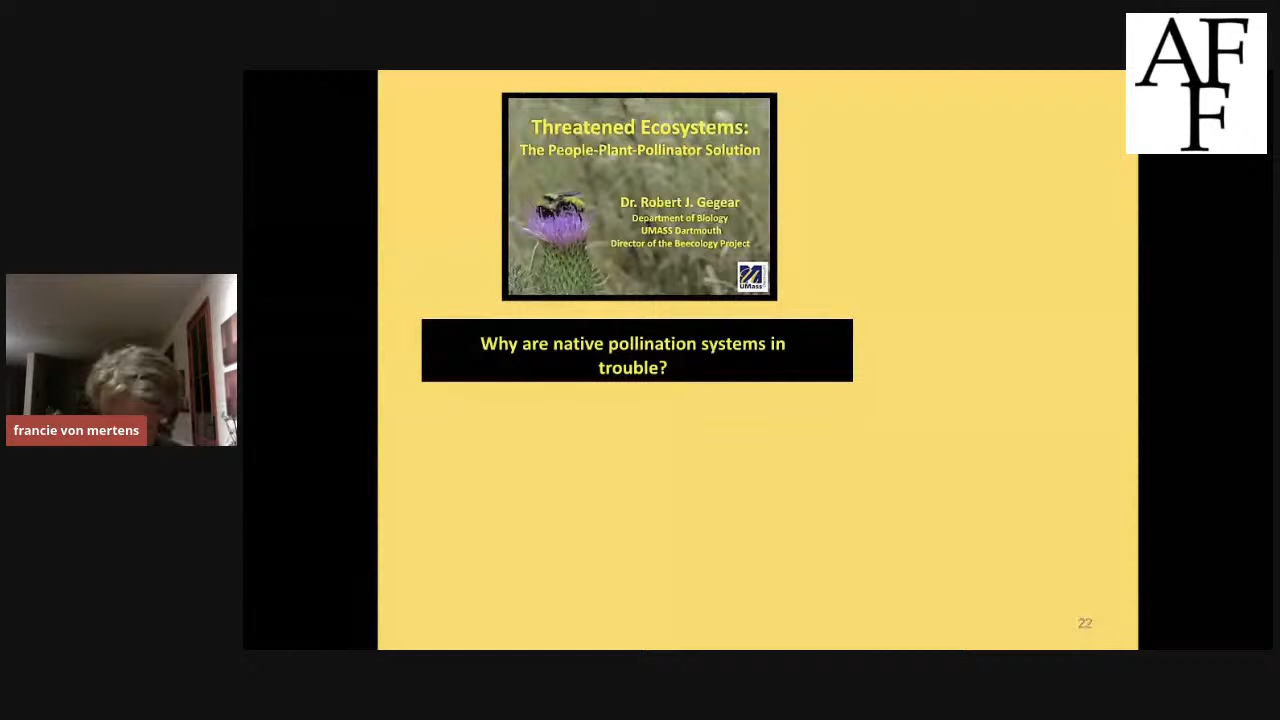 AF
F
Threatened Ecosystems:
The People-Plant-Pollinator Solution
Dr. Robert J. Gegear
Department of Biology
UMASS Dartmouth
Director of the Beecology Project
UMass
Why are native pollination systems in
trouble?
francie von mertens
22